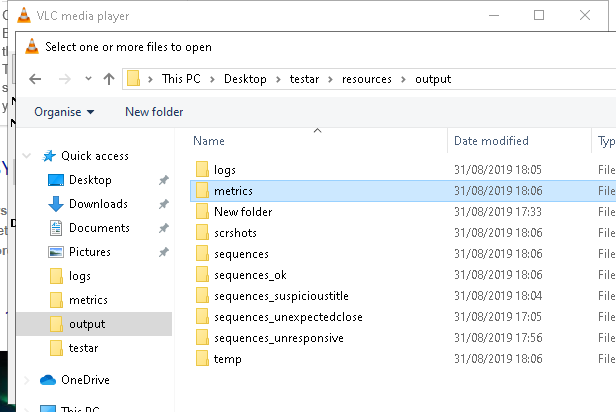 VLC media player
Select one or more files to open
This PC > Desktop > testar > resources > output
Organise New folder
Name Date modified Typ
Quick access
Desktop
Downloads
Documents
Pictures
logs
metrics
output
testar
OneDrive
This PC
logs 31/08/2019 18:05 File
metrics 31/08/2019 18:06 File
New folder 31/08/2019 17:33 File
scrshots 31/08/2019 18:06 File
sequences 31/08/2019 18:06 File
sequences_ok 31/08/2019 18:06 File
sequences_suspicioustitle 31/08/2019 18:04 File
sequences_unexpectedclose 31/08/2019 17:05 File
sequences_unresponsive 31/08/2019 17:56 File
temp 31/08/2019 18:06 File